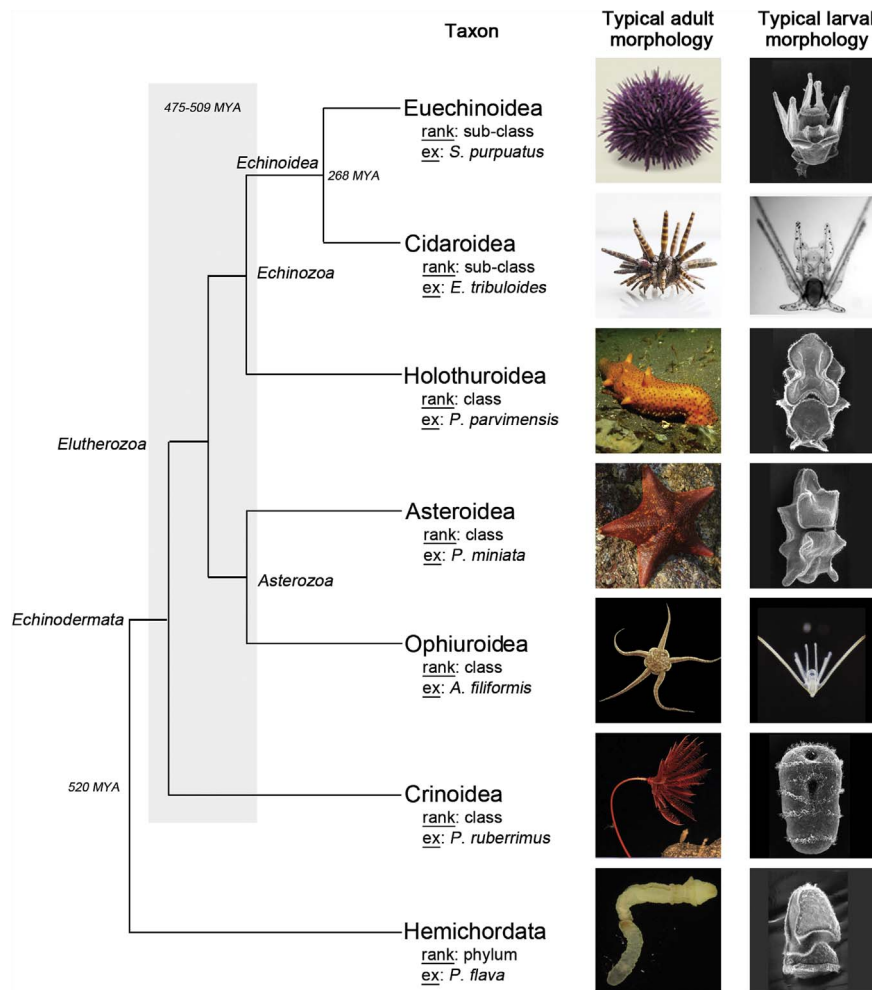 Taxon
Typical adult
morphology
Typical larval
morphology
475-509 MYA
Euechinoidea
rank: sub-class
ex: S. purpuatus
Echinoidea
268 MYA
Cidaroidea
rank: sub-class
ex: E. tribuloides
Echinozoa
Holothuroidea
rank: class
ex: P. parvimensis
Elutherozoa
Asteroidea
rank: class
ex: P. miniata
Asterozoa
Echinodermata
Ophiuroidea
rank: class
ex: A. filiformis
520 MYA
Crinoidea
rank: class
ex: P. ruberrimus
Hemichordata
rank: phylum
ex: P. flava